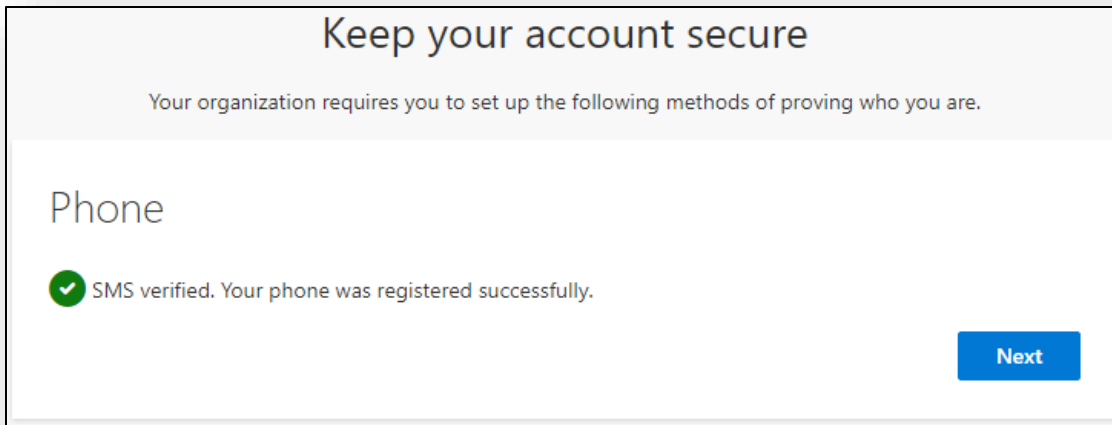 Keep your account secure
Your organization requires you to set up the following methods of proving who you are.
Phone
SMS verified. Your phone was registered successfully.
Next